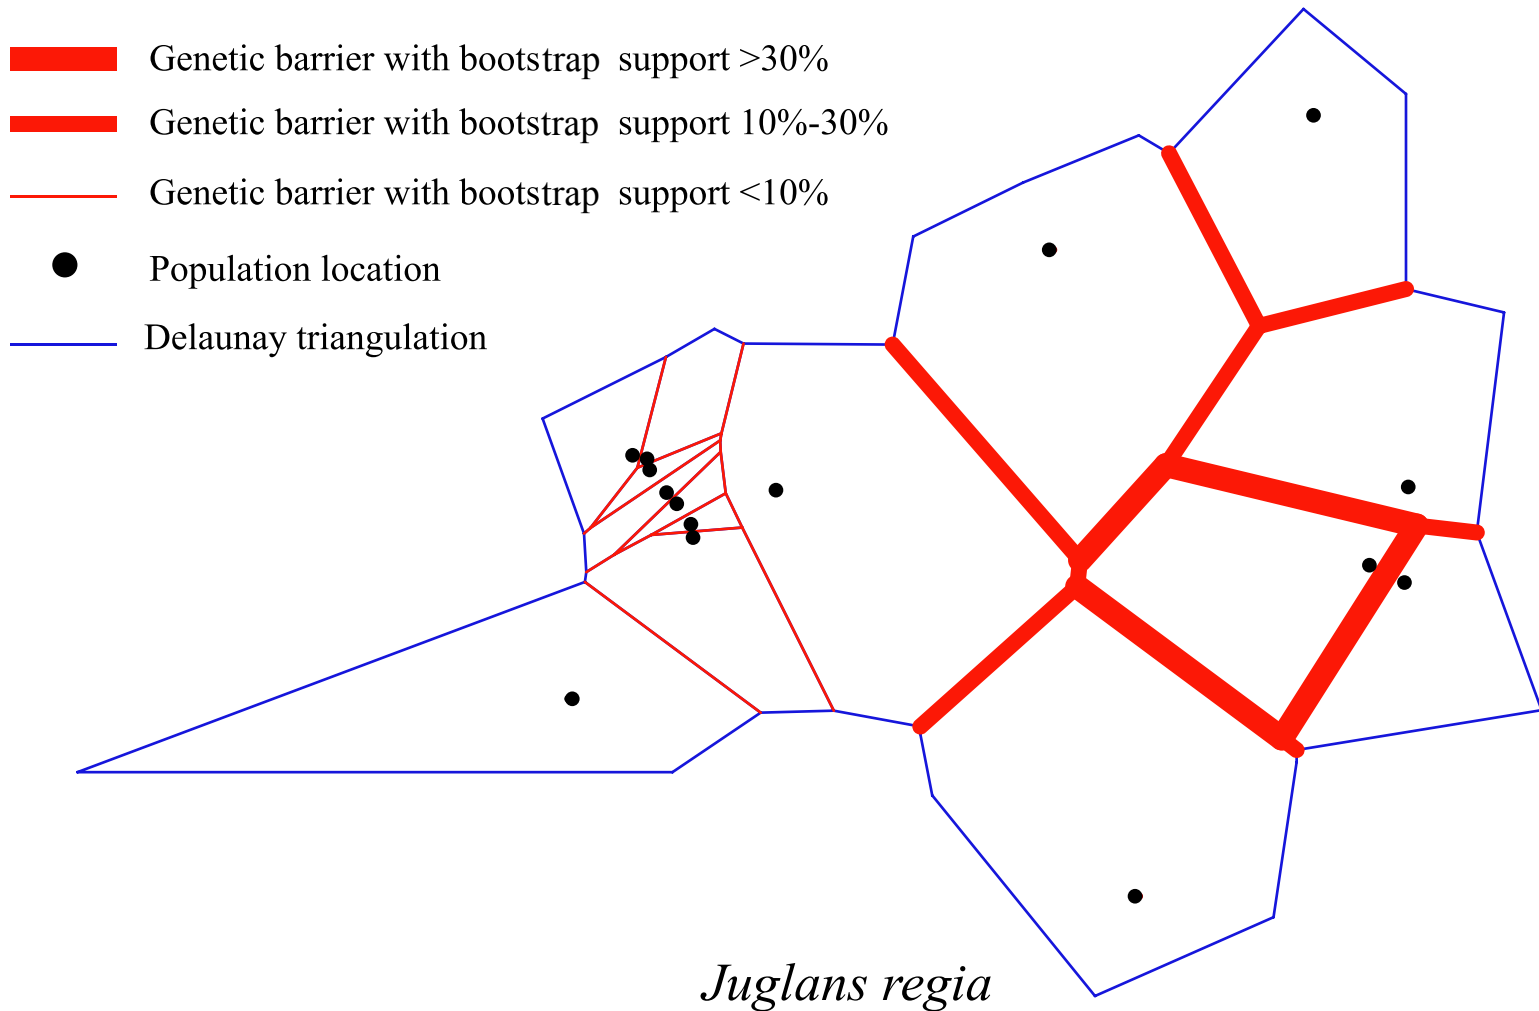 Genetic barrier with bootstrap support >30%
Genetic barrier with bootstrap support 10%-30%
Genetic barrier with bootstrap support <10%
Population location
Delaunay triangulation
Juglans regia